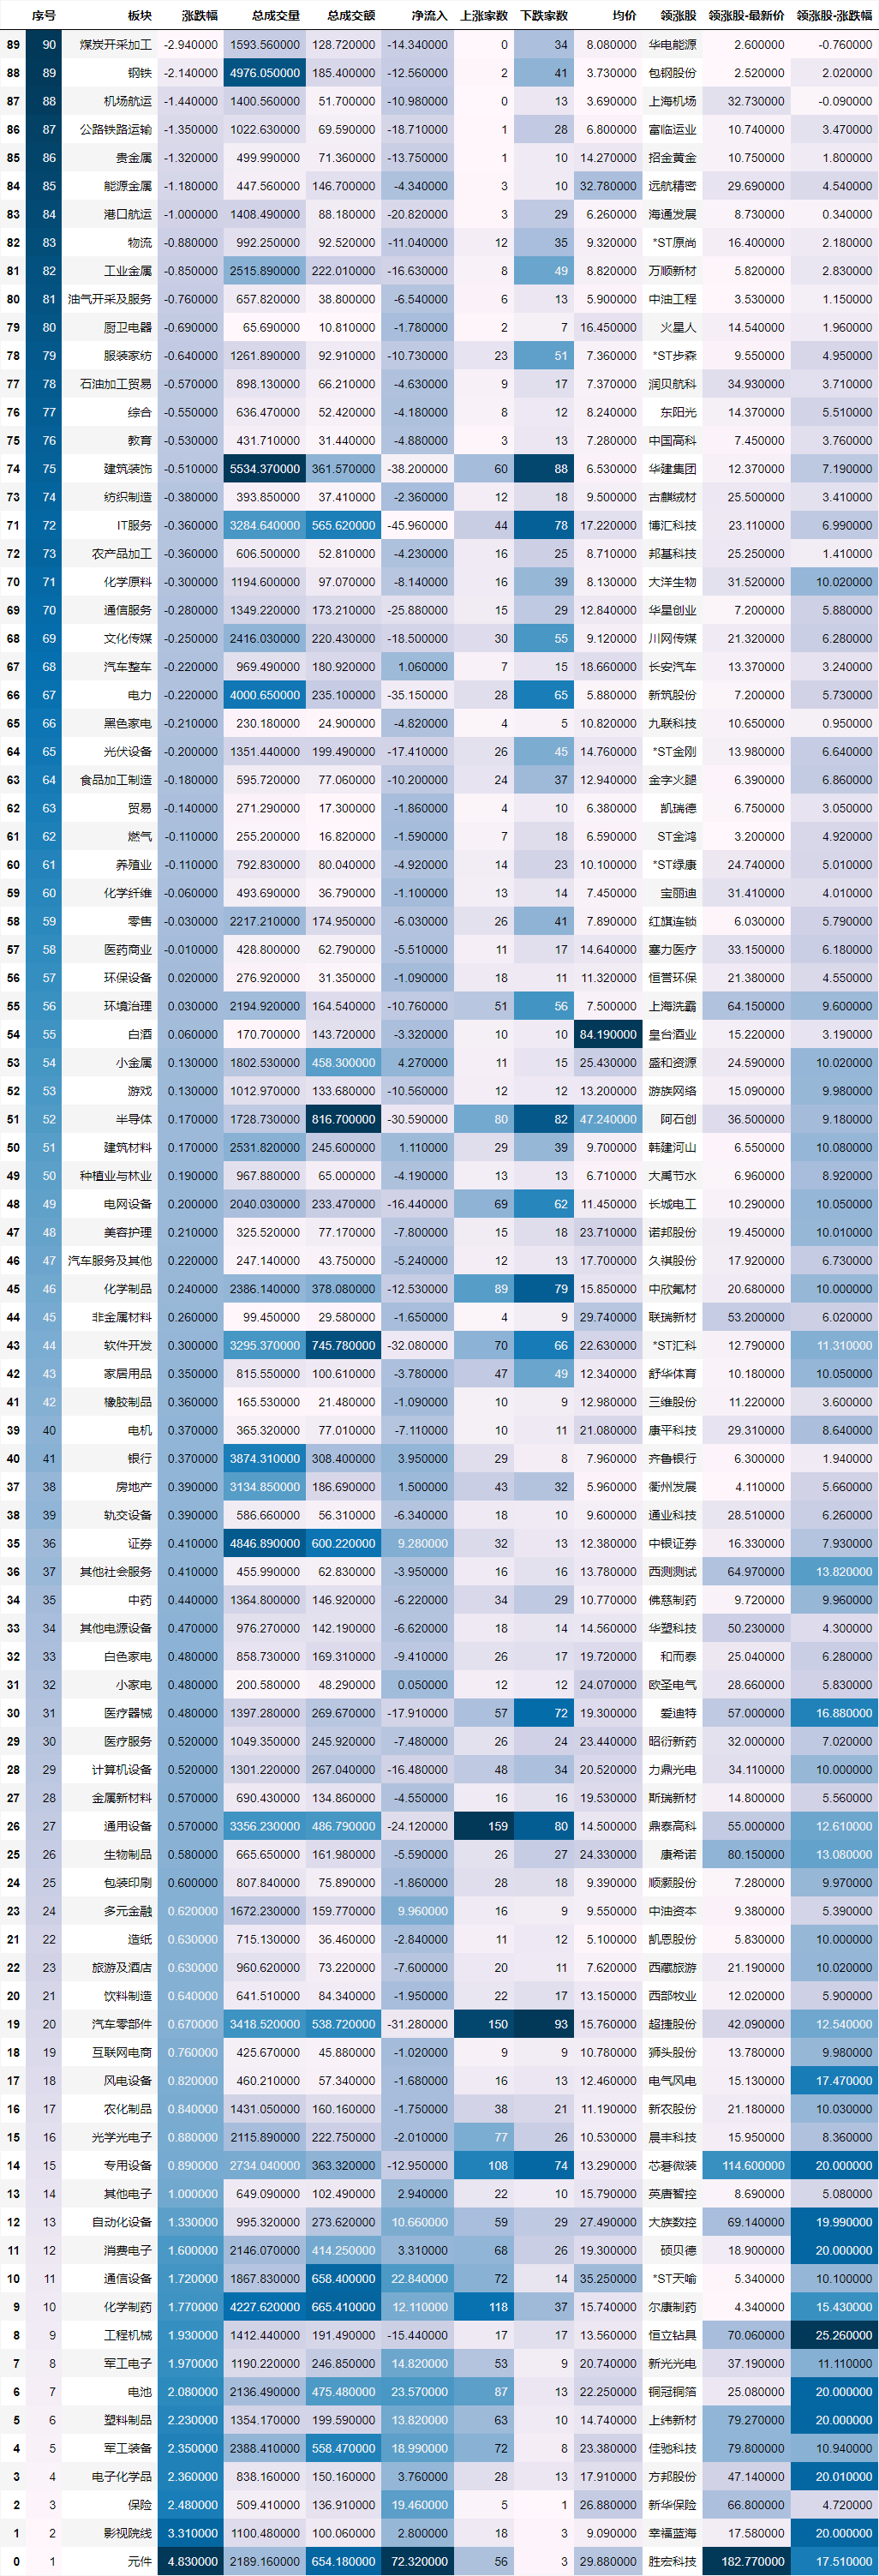 序号 板块 涨跌幅 总成交量 总成交额 净流入 上涨家数 下跌家数 均价 领涨股 领涨股-最新价 领涨股-涨跌幅
89 90 煤炭开采加工 -2.940000 1593.560000 128.720000 -14.340000 0 34 8.080000 华电能源 2.600000 -0.760000
88 89 钢铁 -2.140000 4976.050000 185.400000 -12.560000 2 41 3.730000 包钢股份 2.520000 2.020000
87 88 机场航运 -1.440000 1400.560000 51.700000 -10.980000 0 13 3.690000 上海机场 32.730000 -0.090000
86 87 公路铁路运输 -1.350000 1022.630000 69.590000 -18.710000 1 28 6.800000 富临运业 10.740000 3.470000
85 86 贵金属 -1.320000 499.990000 71.360000 -13.750000 1 10 14.270000 招金黄金 10.750000 1.800000
84 85 能源金属 -1.180000 447.560000 146.700000 -4.340000 3 10 32.780000 远航精密 29.690000 4.540000
83 84 港口航运 -1.000000 1408.490000 88.180000 -20.820000 3 29 6.260000 海通发展 8.730000 0.340000
82 83 物流 -0.880000 992.250000 92.520000 -11.040000 12 35 9.320000 *ST原尚 16.400000 2.180000
81 82 工业金属 -0.850000 2515.890000 222.010000 -16.630000 8 49 8.820000 万顺新材 5.820000 2.830000
80 81 油气开采及服务 -0.760000 657.820000 38.800000 -6.540000 6 13 5.900000 中油工程 3.530000 1.150000
79 80 厨卫电器 -0.690000 65.690000 10.810000 -1.780000 2 7 16.450000 火星人 14.540000 1.960000
78 79 服装家纺 -0.640000 1261.890000 92.910000 -10.730000 23 51 7.360000 *ST步森 9.550000 4.950000
77 78 石油加工贸易 -0.570000 898.130000 66.210000 -4.630000 9 17 7.370000 润贝航科 34.930000 3.710000
76 77 综合 -0.550000 636.470000 52.420000 -4.180000 8 12 8.240000 东阳光 14.370000 5.510000
75 76 教育 -0.530000 431.710000 31.440000 -4.880000 3 13 7.280000 中国高科 7.450000 3.760000
74 75 建筑装饰 -0.510000 5534.370000 361.570000 -38.200000 60 88 6.530000 华建集团 12.370000 7.190000
73 74 纺织制造 -0.380000 393.850000 37.410000 -2.360000 12 18 9.500000 古麒绒材 25.500000 3.410000
71 72 IT服务 -0.360000 3284.640000 565.620000 -45.960000 44 78 17.220000 博汇科技 23.110000 6.990000
72 73 农产品加工 -0.360000 606.500000 52.810000 -4.230000 16 25 8.710000 邦基科技 25.250000 1.410000
70 71 化学原料 -0.300000 1194.600000 97.070000 -8.140000 16 39 8.130000 大洋生物 31.520000 10.020000
69 70 通信服务 -0.280000 1349.220000 173.210000 -25.880000 15 29 12.840000 华星创业 7.200000 5.880000
68 69 文化传媒 -0.250000 2416.030000 220.430000 -18.500000 30 55 9.120000 川网传媒 21.320000 6.280000
67 68 汽车整车 -0.220000 969.490000 180.920000 1.060000 7 15 18.660000 长安汽车 13.370000 3.240000
66 67 电力 -0.220000 4000.650000 235.100000 -35.150000 28 65 5.880000 新筑股份 7.200000 5.730000
65 66 黑色家电 -0.210000 230.180000 24.900000 -4.820000 4 5 10.820000 九联科技 10.650000 0.950000
64 65 光伏设备 -0.200000 1351.440000 199.490000 -17.410000 26 45 14.760000 *ST金刚 13.980000 6.640000
63 64 食品加工制造 -0.180000 595.720000 77.060000 -10.200000 24 37 12.940000 金字火腿 6.390000 6.860000
62 63 贸易 -0.140000 271.290000 17.300000 -1.860000 4 10 6.380000 凯瑞德 6.750000 3.050000
61 62 燃气 -0.110000 255.200000 16.820000 -1.590000 7 18 6.590000 ST金鸿 3.200000 4.920000
60 61 养殖业 -0.110000 792.830000 80.040000 -4.920000 14 23 10.100000 *ST绿康 24.740000 5.010000
59 60 化学纤维 -0.060000 493.690000 36.790000 -1.100000 13 14 7.450000 宝丽迪 31.410000 4.010000
58 59 零售 -0.030000 2217.210000 174.950000 -6.030000 26 41 7.890000 红旗连锁 6.030000 5.790000
57 58 医药商业 -0.010000 428.800000 62.790000 -5.510000 11 17 14.640000 塞力医疗 33.150000 6.180000
56 57 环保设备 0.020000 276.920000 31.350000 -1.090000 18 11 11.320000 恒誉环保 21.380000 4.550000
55 56 环境治理 0.030000 2194.920000 164.540000 -10.760000 51 56 7.500000 上海洗霸 64.150000 9.600000
54 55 白酒 0.060000 170.700000 143.720000 -3.320000 10 10 84.190000 皇台酒业 15.220000 3.190000
53 54 小金属 0.130000 1802.530000 458.300000 4.270000 11 15 25.430000 盛和资源 24.590000 10.020000
52 53 游戏 0.130000 1012.970000 133.680000 -10.560000 12 12 13.200000 游族网络 15.090000 9.980000
51 52 半导体 0.170000 1728.730000 816.700000 -30.590000 80 82 47.240000 阿石创 36.500000 9.180000
50 51 建筑材料 0.170000 2531.820000 245.600000 1.110000 29 39 9.700000 韩建河山 6.550000 10.080000
49 50 种植业与林业 0.190000 967.880000 65.000000 -4.190000 13 13 6.710000 大禹节水 6.960000 8.920000
48 49 电网设备 0.200000 2040.030000 233.470000 -16.440000 69 62 11.450000 长城电工 10.290000 10.050000
47 48 美容护理 0.210000 325.520000 77.170000 -7.800000 15 18 23.710000 诺邦股份 19.450000 10.010000
46 47 汽车服务及其他 0.220000 247.140000 43.750000 -5.240000 12 13 17.700000 久祺股份 17.920000 6.730000
45 46 化学制品 0.240000 2386.140000 378.080000 -12.530000 89 79 15.850000 中欣氟材 20.680000 10.000000
44 45 非金属材料 0.260000 99.450000 29.580000 -1.650000 4 9 29.740000 联瑞新材 53.200000 6.020000
43 44 软件开发 0.300000 3295.370000 745.780000 -32.080000 70 66 22.630000 *ST汇科 12.790000 11.310000
42 43 家居用品 0.350000 815.550000 100.610000 -3.780000 47 49 12.340000 舒华体育 10.180000 10.050000
41 42 橡胶制品 0.360000 165.530000 21.480000 -1.090000 10 9 12.980000 三维股份 11.220000 3.600000
39 40 电机 0.370000 365.320000 77.010000 -7.110000 10 11 21.080000 康平科技 29.310000 8.640000
40 41 银行 0.370000 3874.310000 308.400000 3.950000 29 8 7.960000 齐鲁银行 6.300000 1.940000
37 38 房地产 0.390000 3134.850000 186.690000 1.500000 43 32 5.960000 衢州发展 4.110000 5.660000
38 39 轨交设备 0.390000 586.660000 56.310000 -6.340000 18 10 9.600000 通业科技 28.510000 6.260000
35 36 证券 0.410000 4846.890000 600.220000 9.280000 32 13 12.380000 中银证券 16.330000 7.930000
36 37 其他社会服务 0.410000 455.990000 62.830000 -3.950000 16 16 13.780000 西测测试 64.970000 13.820000
34 35 中药 0.440000 1364.800000 146.920000 -6.220000 34 29 10.770000 佛慈制药 9.720000 9.960000
33 34 其他电源设备 0.470000 976.270000 142.190000 -6.620000 18 14 14.560000 华塑科技 50.230000 4.300000
32 33 白色家电 0.480000 858.730000 169.310000 -9.410000 26 17 19.720000 和而泰 25.040000 6.280000
31 32 小家电 0.480000 200.580000 48.290000 0.050000 12 12 24.070000 欧圣电气 28.660000 5.830000
30 31 医疗器械 0.480000 1397.280000 269.670000 -17.910000 57 72 19.300000 爱迪特 57.000000 16.880000
29 30 医疗服务 0.520000 1049.350000 245.920000 -7.480000 26 24 23.440000 昭衍新药 32.000000 7.020000
28 29 计算机设备 0.520000 1301.220000 267.040000 -16.480000 48 34 20.520000 力鼎光电 34.110000 10.000000
27 28 金属新材料 0.570000 690.430000 134.860000 -4.550000 16 16 19.530000 斯瑞新材 14.800000 5.560000
26 27 通用设备 0.570000 3356.230000 486.790000 -24.120000 159 80 14.500000 鼎泰高科 55.000000 12.610000
25 26 生物制品 0.580000 665.650000 161.980000 -5.590000 26 27 24.330000 康希诺 80.150000 13.080000
24 25 包装印刷 0.600000 807.840000 75.890000 -1.860000 28 18 9.390000 顺灏股份 7.280000 9.970000
23 24 多元金融 0.620000 1672.230000 159.770000 9.960000 16 9 9.550000 中油资本 9.380000 5.390000
21 22 造纸 0.630000 715.130000 36.460000 -2.840000 11 12 5.100000 凯恩股份 5.830000 10.000000
22 23 旅游及酒店 0.630000 960.620000 73.220000 -7.600000 20 11 7.620000 西藏旅游 21.190000 10.020000
20 21 饮料制造 0.640000 641.510000 84.340000 -1.950000 22 17 13.150000 西部牧业 12.020000 5.900000
19 20 汽车零部件 0.670000 3418.520000 538.720000 -31.280000 150 93 15.760000 超捷股份 42.090000 12.540000
18 19 互联网电商 0.760000 425.670000 45.880000 -1.020000 9 9 10.780000 狮头股份 13.780000 9.980000
17 18 风电设备 0.820000 460.210000 57.340000 -1.680000 16 13 12.460000 电气风电 15.130000 17.470000
16 17 农化制品 0.840000 1431.050000 160.160000 -1.750000 38 21 11.190000 新农股份 21.180000 10.030000
15 16 光学光电子 0.880000 2115.890000 222.750000 -2.010000 77 26 10.530000 晨丰科技 15.950000 8.360000
14 15 专用设备 0.890000 2734.040000 363.320000 -12.950000 108 74 13.290000 芯碁微装 114.600000 20.000000
13 14 其他电子 1.000000 649.090000 102.490000 2.940000 22 10 15.790000 英唐智控 8.690000 5.080000
12 13 自动化设备 1.330000 995.320000 273.620000 10.660000 59 29 27.490000 大族数控 69.140000 19.990000
11 12 消费电子 1.600000 2146.070000 414.250000 3.310000 68 26 19.300000 硕贝德 18.900000 20.000000
10 11 通信设备 1.720000 1867.830000 658.400000 22.840000 72 14 35.250000 *ST天喻 5.340000 10.100000
9 10 化学制药 1.770000 4227.620000 665.410000 12.110000 118 37 15.740000 尔康制药 4.340000 15.430000
8 9 工程机械 1.930000 1412.440000 191.490000 -15.440000 17 17 13.560000 恒立钻具 70.060000 25.260000
7 8 军工电子 1.970000 1190.220000 246.850000 14.820000 53 9 20.740000 新光光电 37.190000 11.110000
6 7 电池 2.080000 2136.490000 475.480000 23.570000 87 13 22.250000 铜冠铜箔 25.080000 20.000000
5 6 塑料制品 2.230000 1354.170000 199.590000 13.820000 63 10 14.740000 上纬新材 79.270000 20.000000
4 5 军工装备 2.350000 2388.410000 558.470000 18.990000 72 8 23.380000 佳驰科技 79.800000 10.940000
3 4 电子化学品 2.360000 838.160000 150.160000 3.760000 28 13 17.910000 方邦股份 47.140000 20.010000
2 3 保险 2.480000 509.410000 136.910000 19.460000 5 1 26.880000 新华保险 66.800000 4.720000
1 2 影视院线 3.310000 1100.480000 100.060000 2.800000 18 3 9.090000 幸福蓝海 17.580000 20.000000
0 1 元件 4.830000 2189.160000 654.180000 72.320000 56 3 29.880000 胜宏科技 182.770000 17.510000